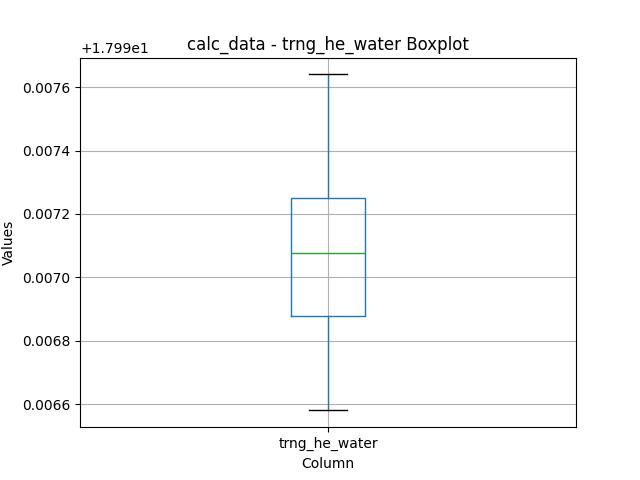 calc_data - trng_he_water Boxplot
+1.799e1
0.0076
0.0074
0.0072
0.0070
0.0068
0.0066
Values
trng_he_water
Column